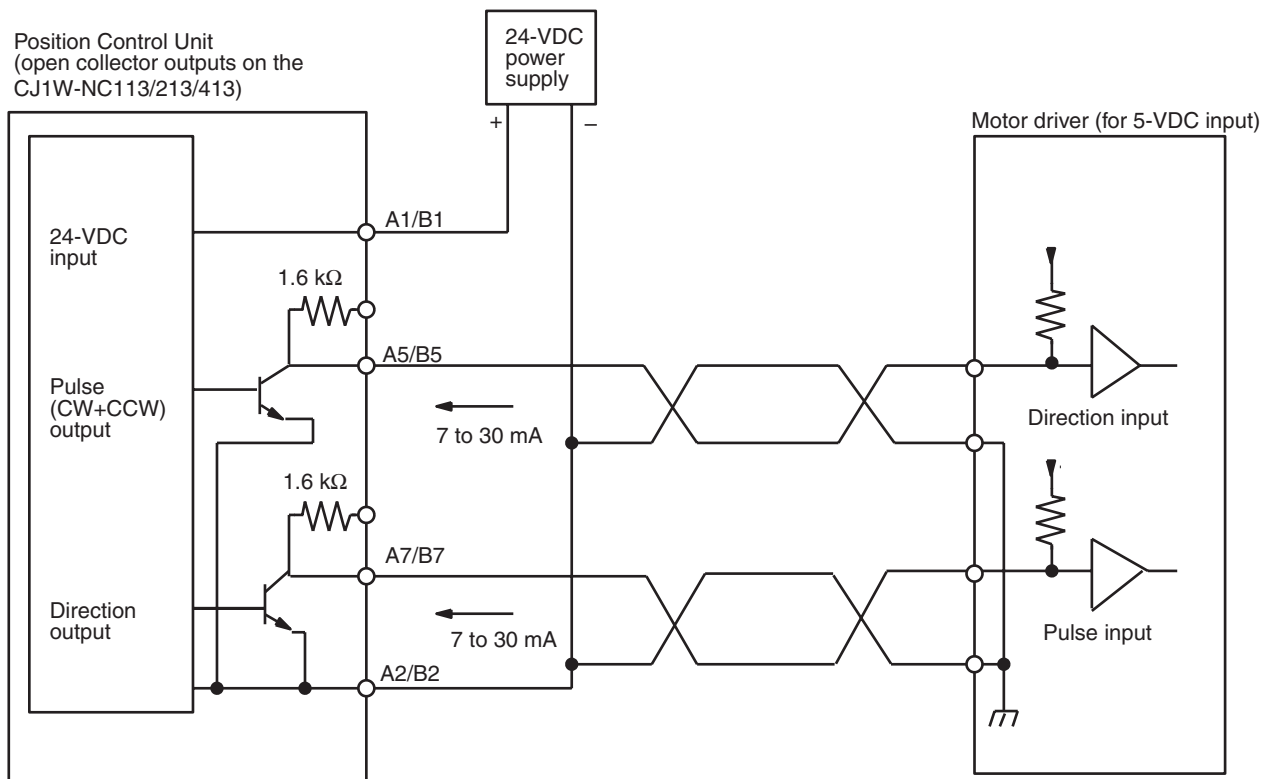 Position Control Unit
(open collector outputs on the
CJ1W-NC113/213/413)
24-VDC
power
supply
+
–
Motor driver (for 5-VDC input)
24-VDC
input
A1/B1
1.6 kΩ
A5/B5
Pulse
(CW+CCW)
output
7 to 30 mA
Direction input
1.6 kΩ
A7/B7
Direction
output
7 to 30 mA
Pulse input
A2/B2